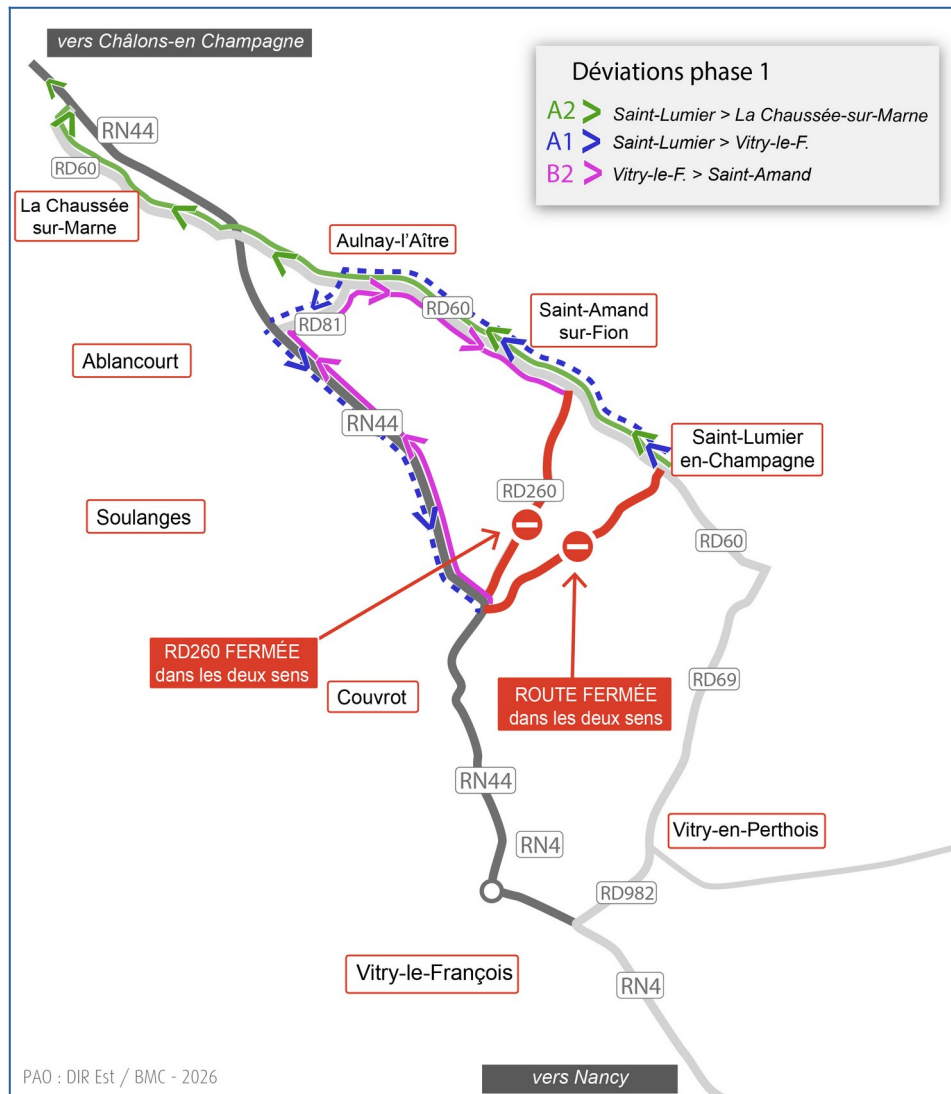 vers Châlons-en Champagne
Déviations phase 1
A2 > Saint-Lumier > La Chaussée-sur-Marne
A1 > Saint-Lumier > Vitry-le-F.
B2 > Vitry-le-F. > Saint-Amand
RN44
RD60
La Chaussée
sur-Marne
Aulnay-l'Aître
RD81
RD60
Saint-Amand
sur-Fion
Ablancourt
RN44
Saint-Lumier
en-Champagne
RD260
Soulanges
RD60
RD260 FERMÉE
dans les deux sens
ROUTE FERMÉE
dans les deux sens
RD69
Couvrot
RN44
Vitry-en-Perthois
RN4
RD982
Vitry-le-François
RN4
PAO : DIR Est / BMC - 2026
vers Nancy